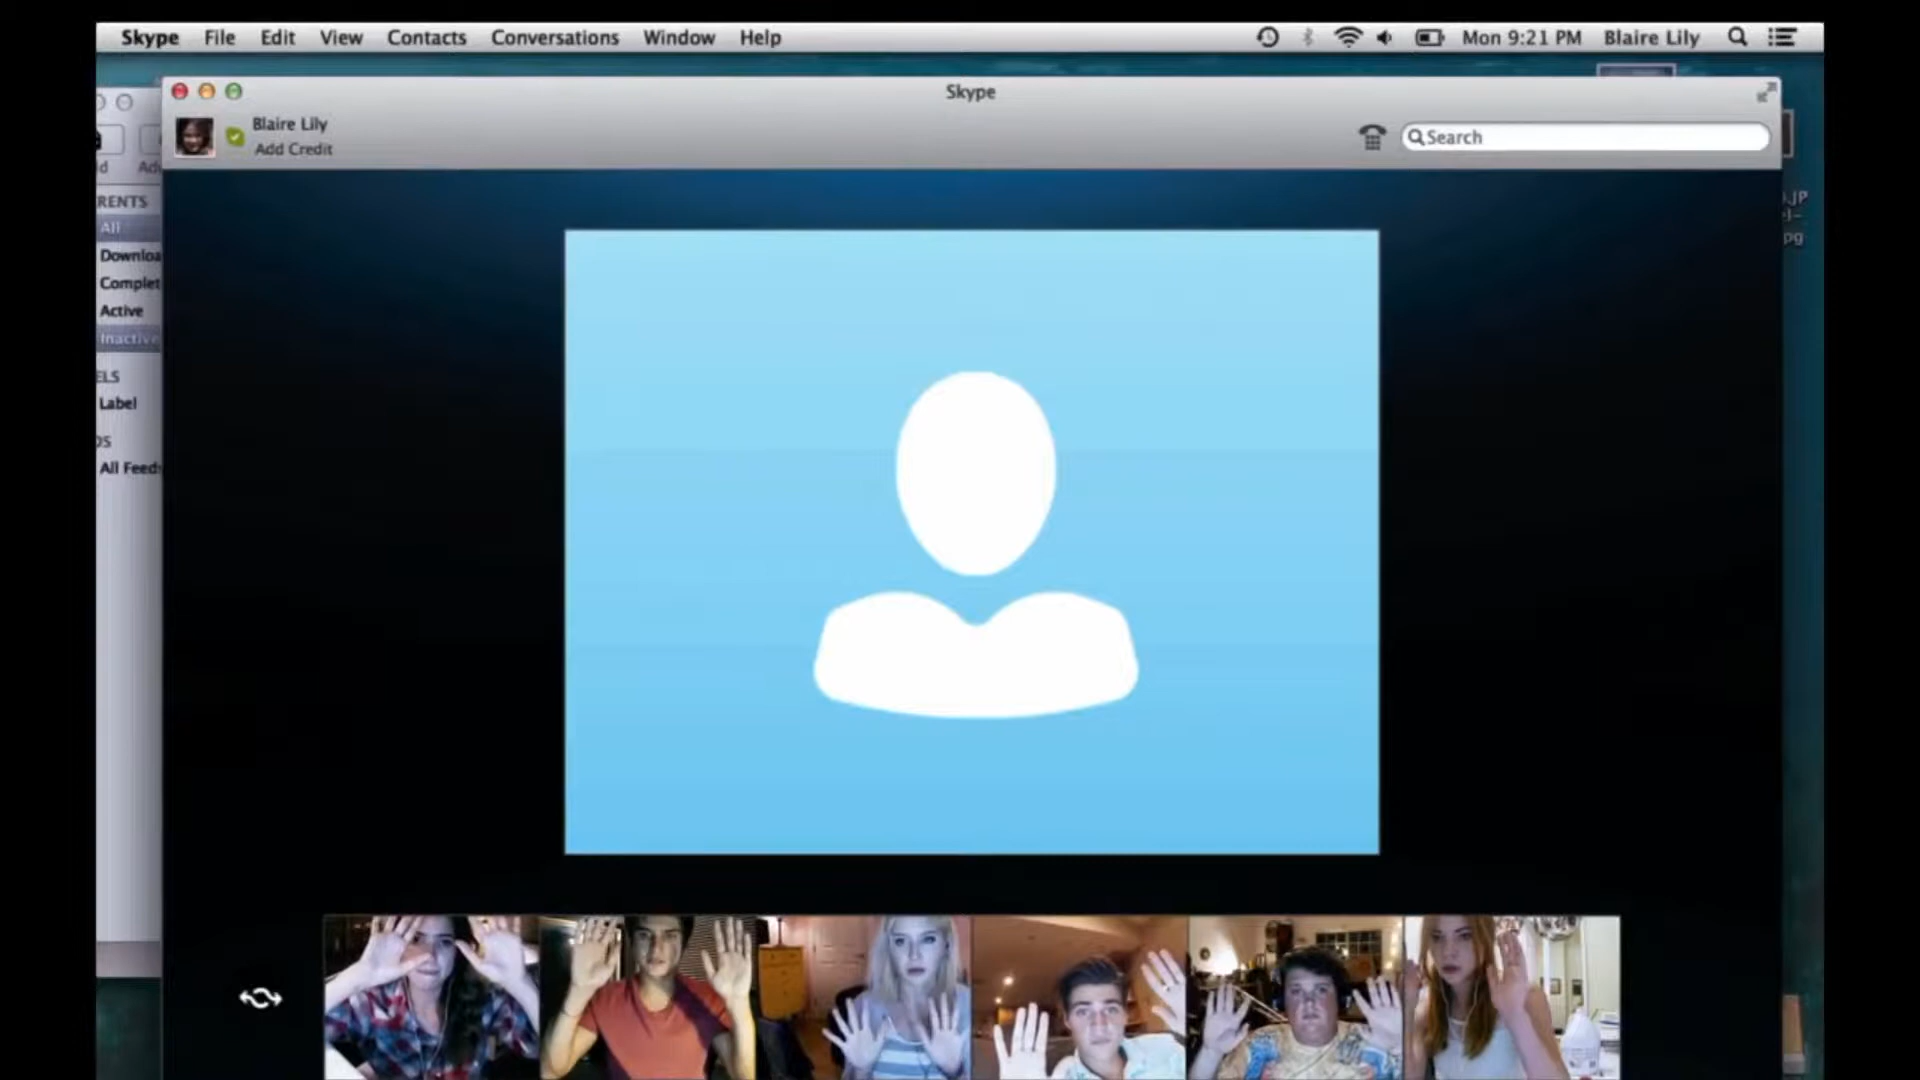 Skype File Edit View Contacts Conversations Window Help Mon 9:21 PM Blaire Lily
Skype
Blaire Lily
Add Credit
Search
All
Active
Inactive
Label